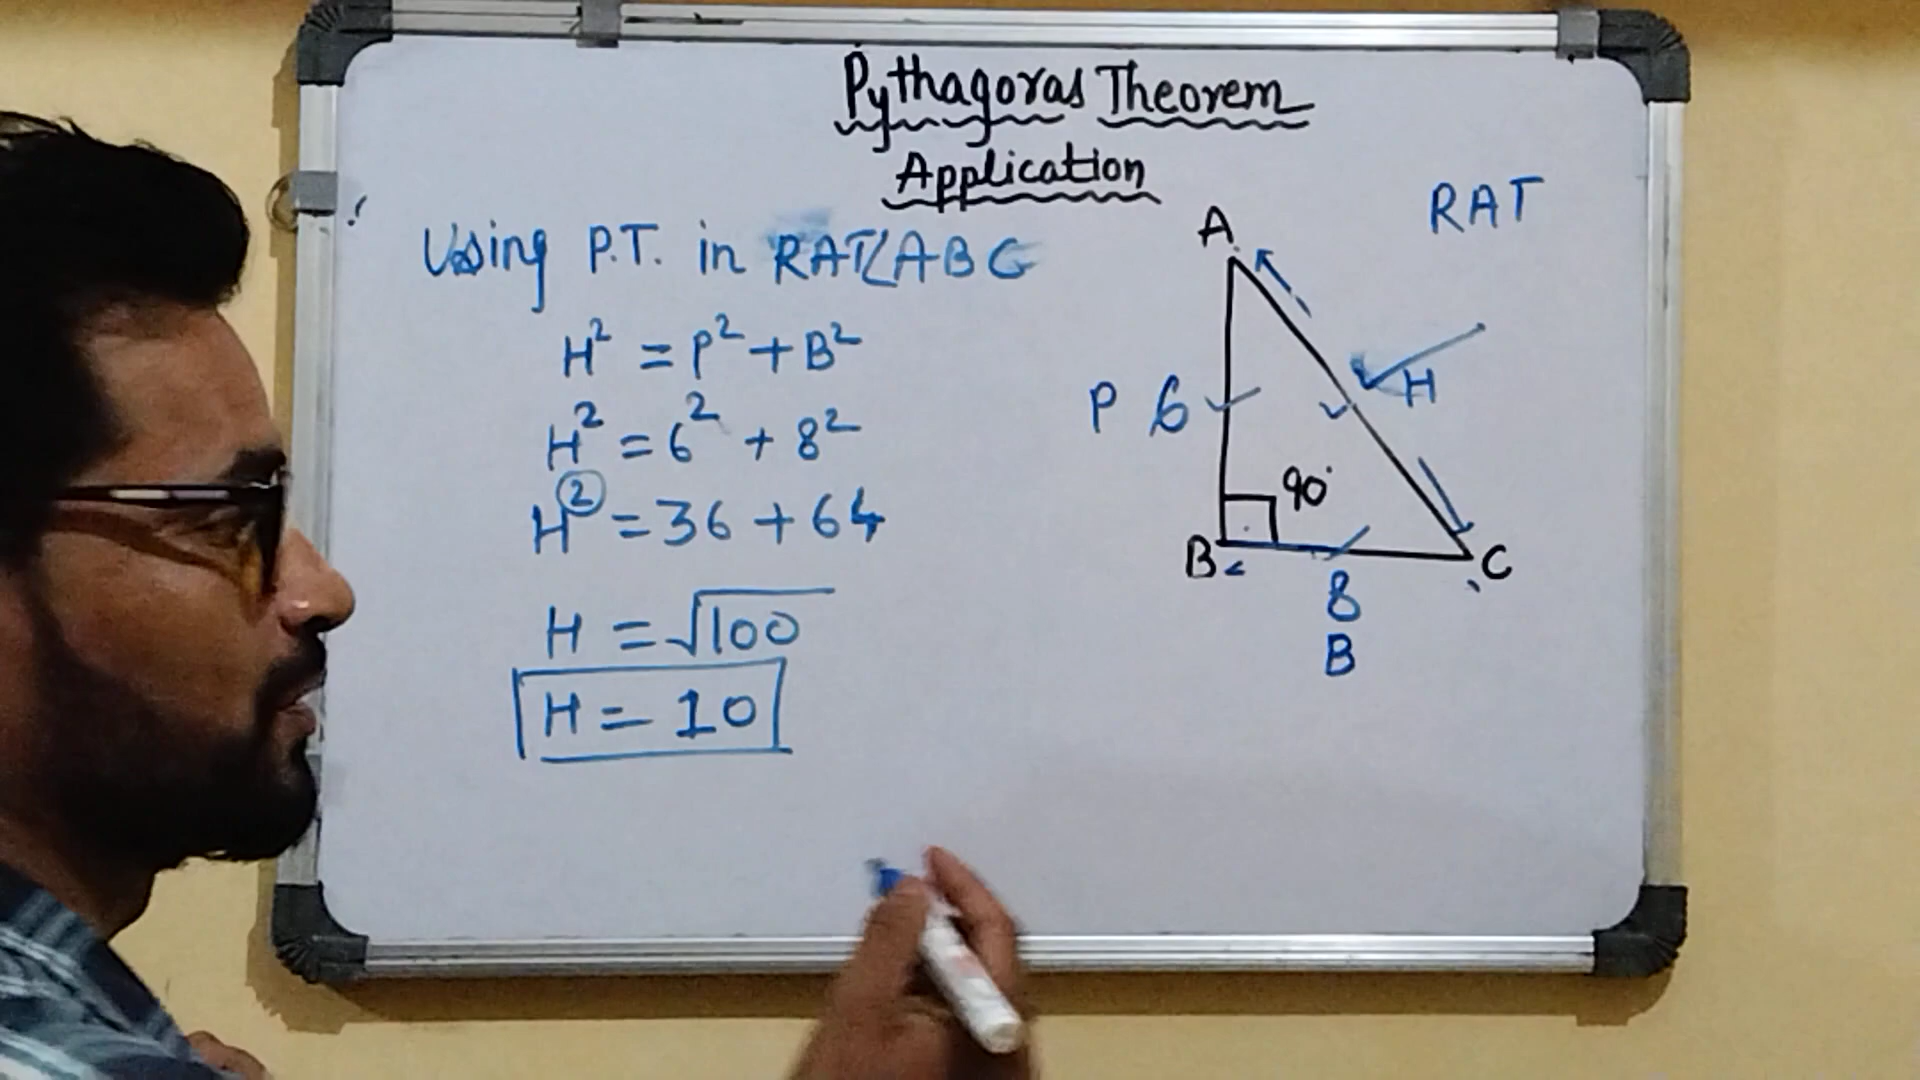 Pythagoras Theorem
Application
RAT
Using P.T. in RAT∠ABC
H² = P² + B²
H² = 6² + 8²
H² = 36 + 64
H = √100
H = 10
A
P 6
H
90°
B
C
8
B